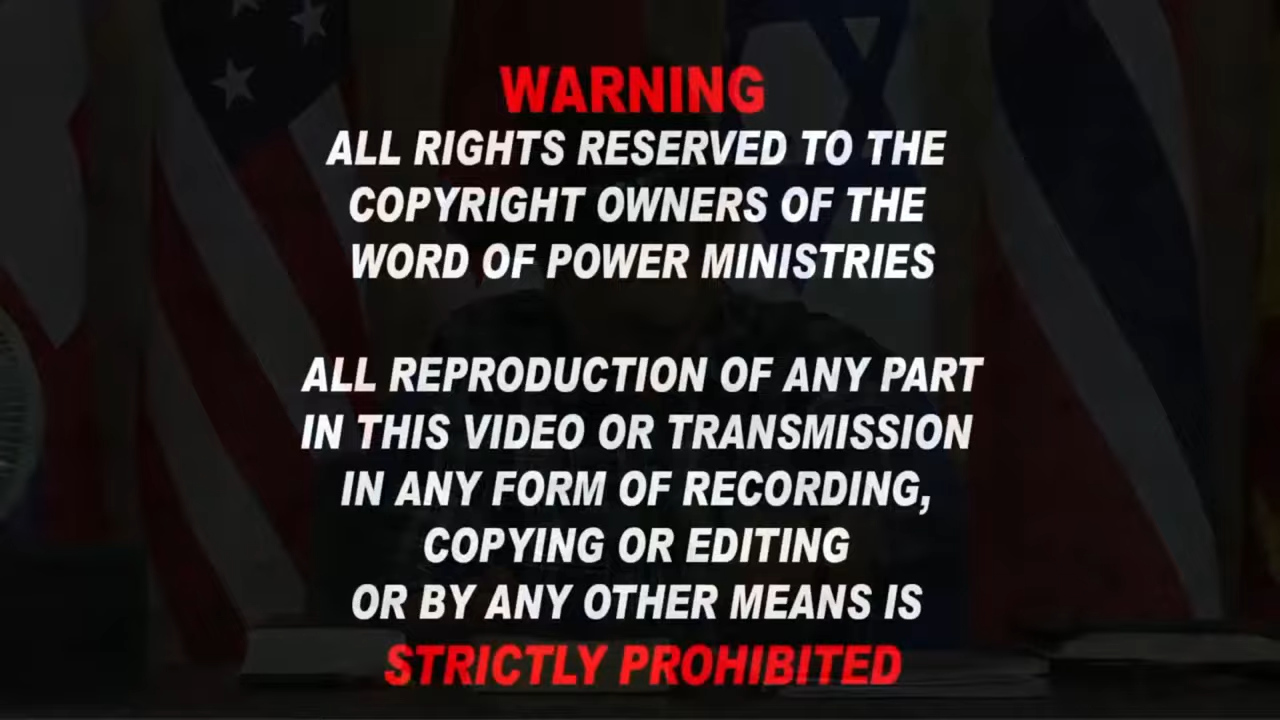 WARNING
ALL RIGHTS RESERVED TO THE
COPYRIGHT OWNERS OF THE
WORD OF POWER MINISTRIES
ALL REPRODUCTION OF ANY PART
IN THIS VIDEO OR TRANSMISSION
IN ANY FORM OF RECORDING,
COPYING OR EDITING
OR BY ANY OTHER MEANS IS
STRICTLY PROHIBITED